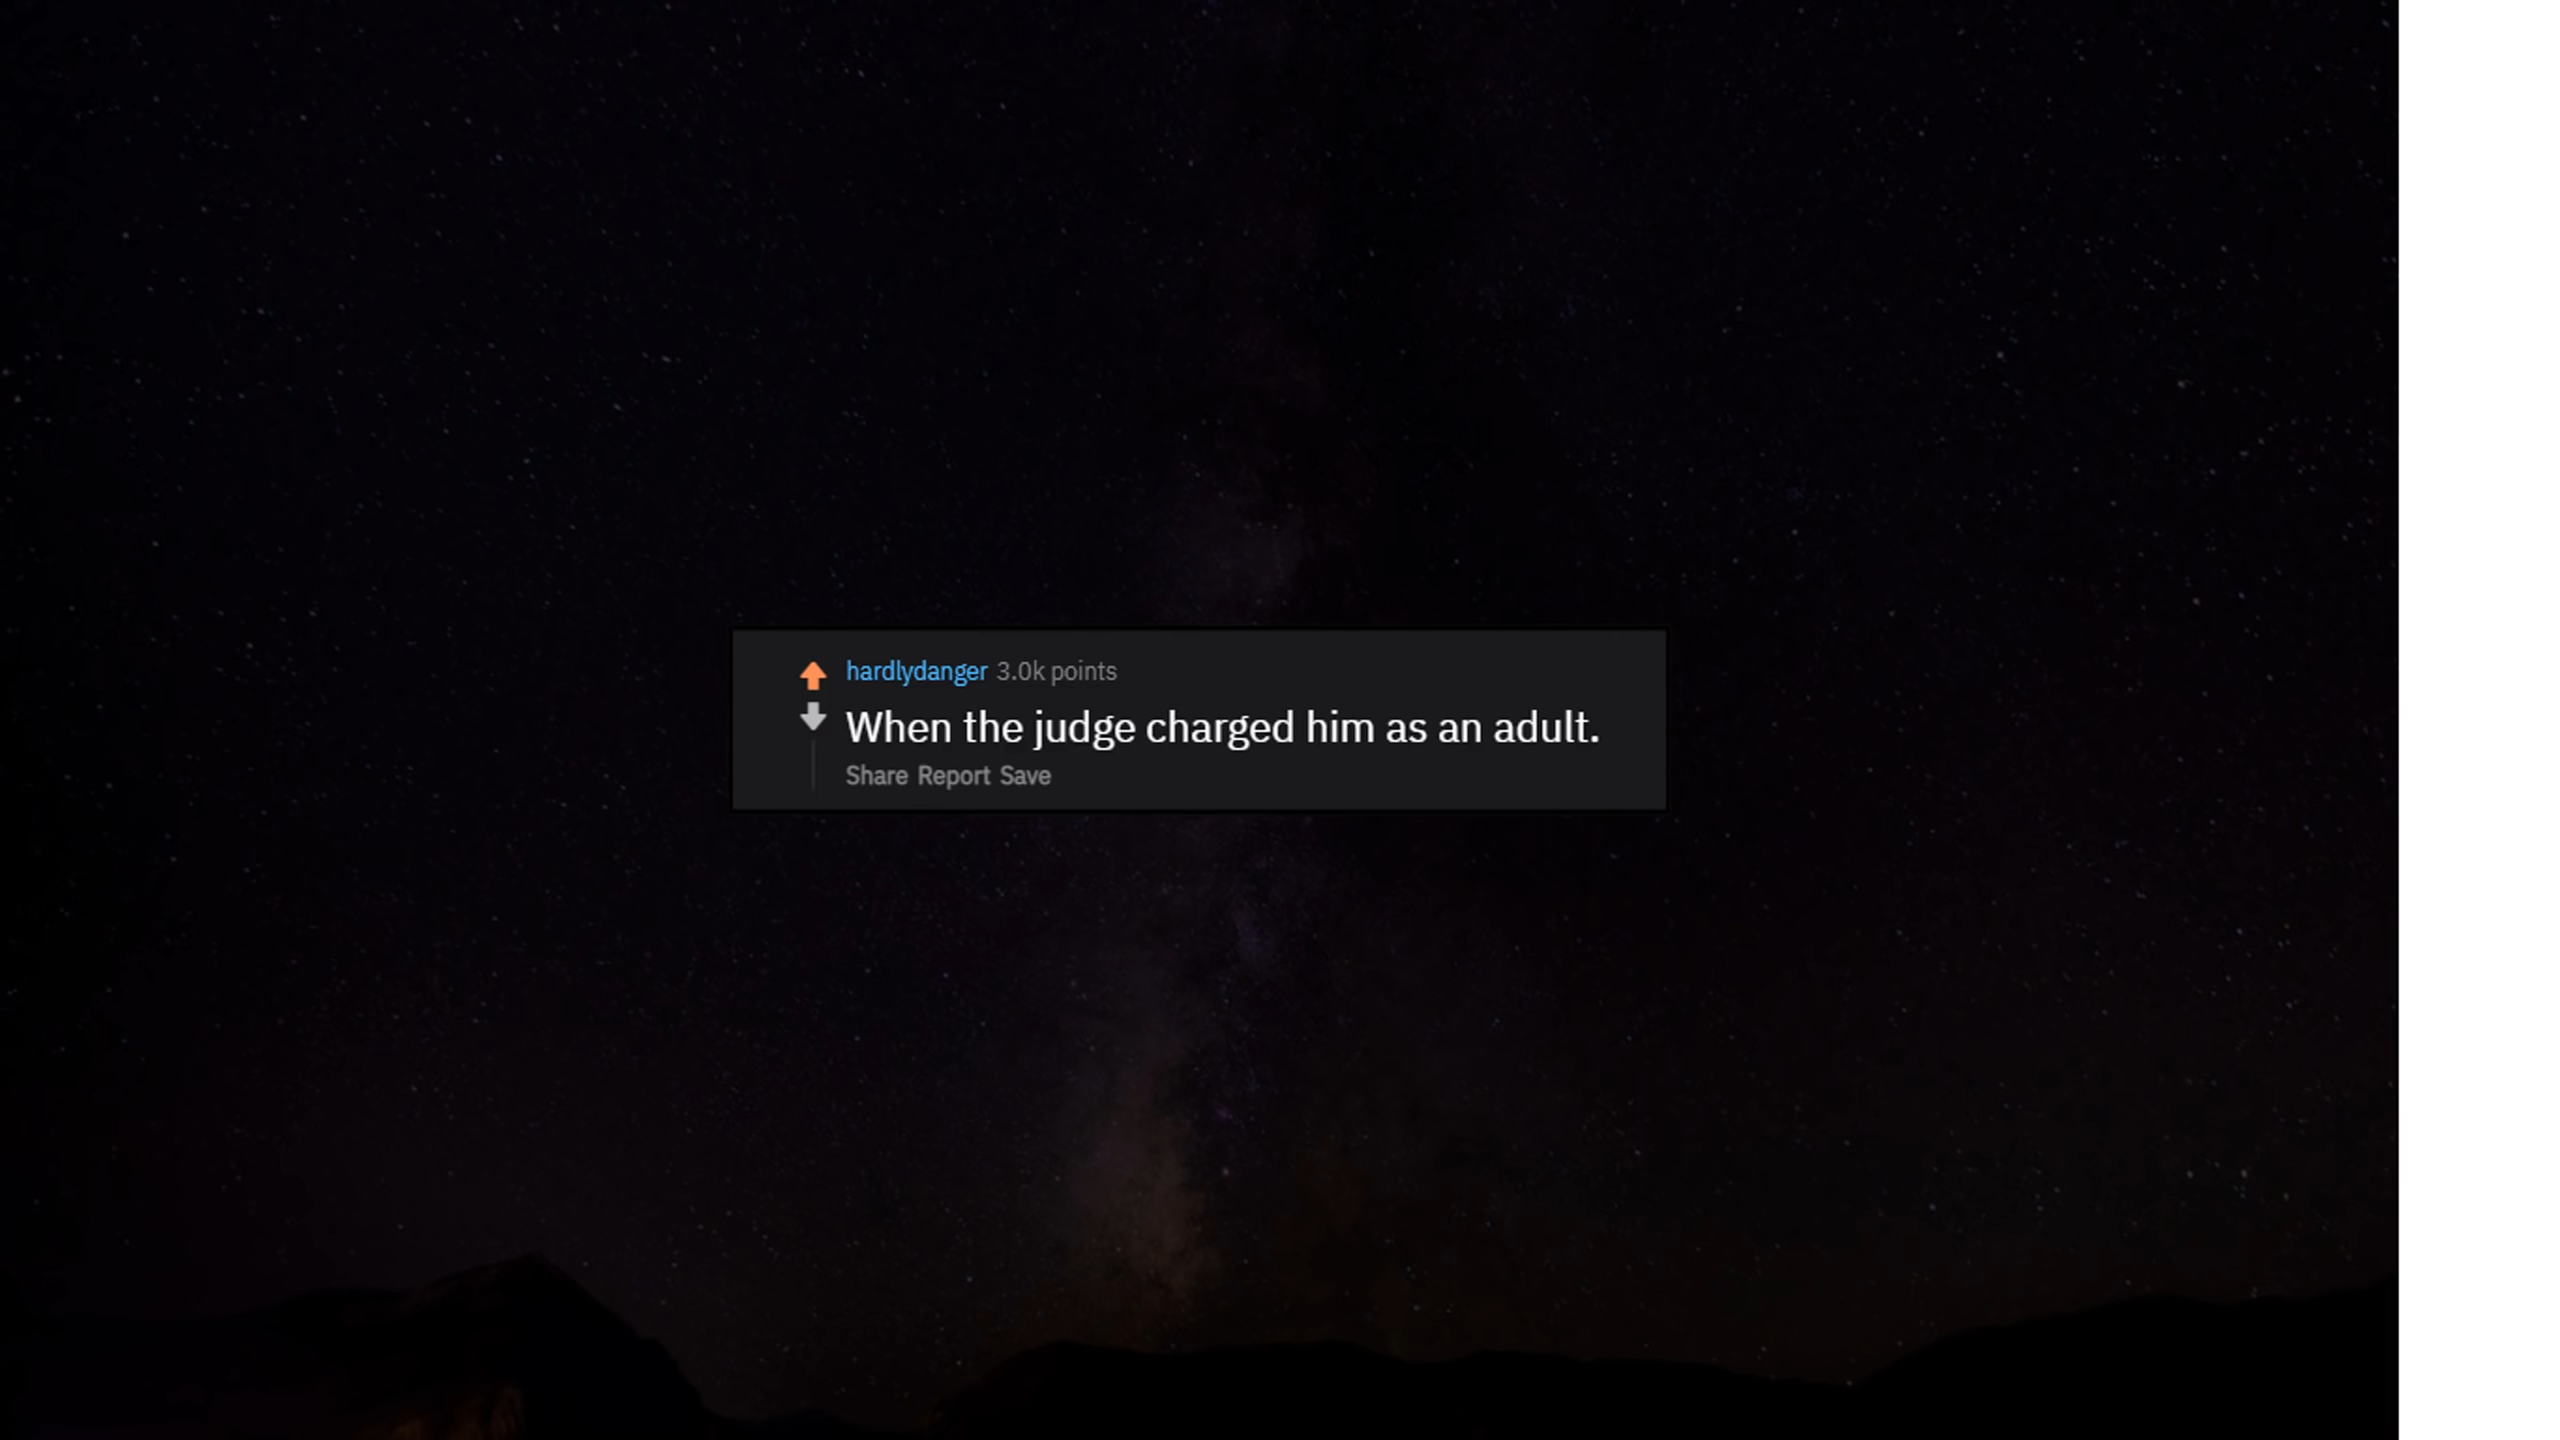 hardlydanger 3.0k points
When the judge charged him as an adult.
Share Report Save